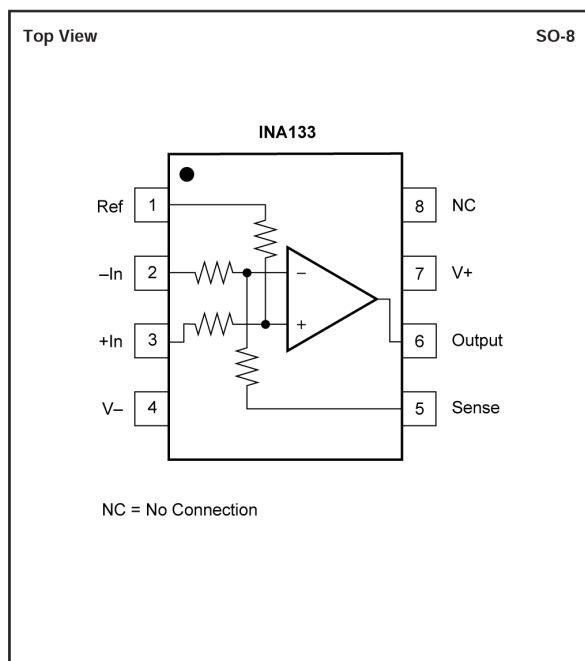 Top View
SO-8
INA133
Ref 1
8 NC
–In 2
7 V+
+In 3
6 Output
V– 4
5 Sense
–
+
NC = No Connection